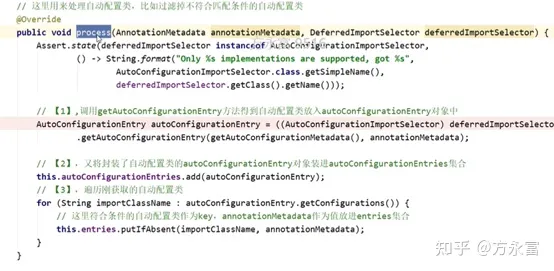 // 这里用来处理自动配置类，比如过滤掉不符合匹配条件的自动配置类
@Override
public void process(AnnotationMetadata annotationMetadata, DeferredImportSelector deferredImportSelector) {
Assert.state(deferredImportSelector instanceof AutoConfigurationImportSelector,
() -> String.format("Only %s implementations are supported, got %s",
AutoConfigurationImportSelector.class.getSimpleName(),
deferredImportSelector.getClass().getName()));
// 【1】,调用getAutoConfigurationEntry方法得到自动配置类放入autoConfigurationEntry对象中
AutoConfigurationEntry autoConfigurationEntry = ((AutoConfigurationImportSelector) deferredImportSelecto
.getAutoConfigurationEntry(getAutoConfigurationMetadata(), annotationMetadata);
// 【2】，又将封装了自动配置类的autoConfigurationEntry对象装进autoConfigurationEntries集合
this.autoConfigurationEntries.add(autoConfigurationEntry);
// 【3】，遍历刚获取的自动配置类
for (String importClassName : autoConfigurationEntry.getConfigurations()) {
// 这里符合条件的自动配置类作为key，annotationMetadata作为值放进entries集合
this.entries.putIfAbsent(importClassName, annotationMetadata);
}
}
知乎 @方永富